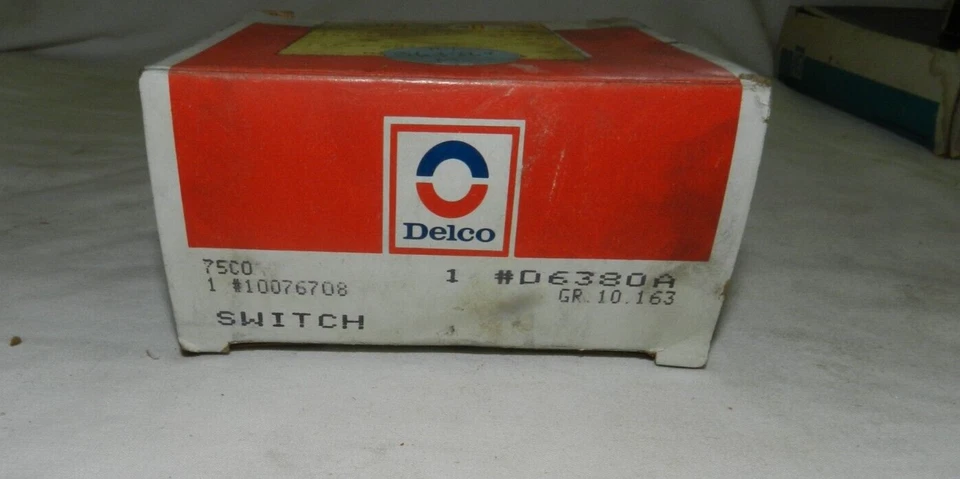 Delco
75CO 1 #D6380A
1 #10076708 GR 10.163
SWITCH